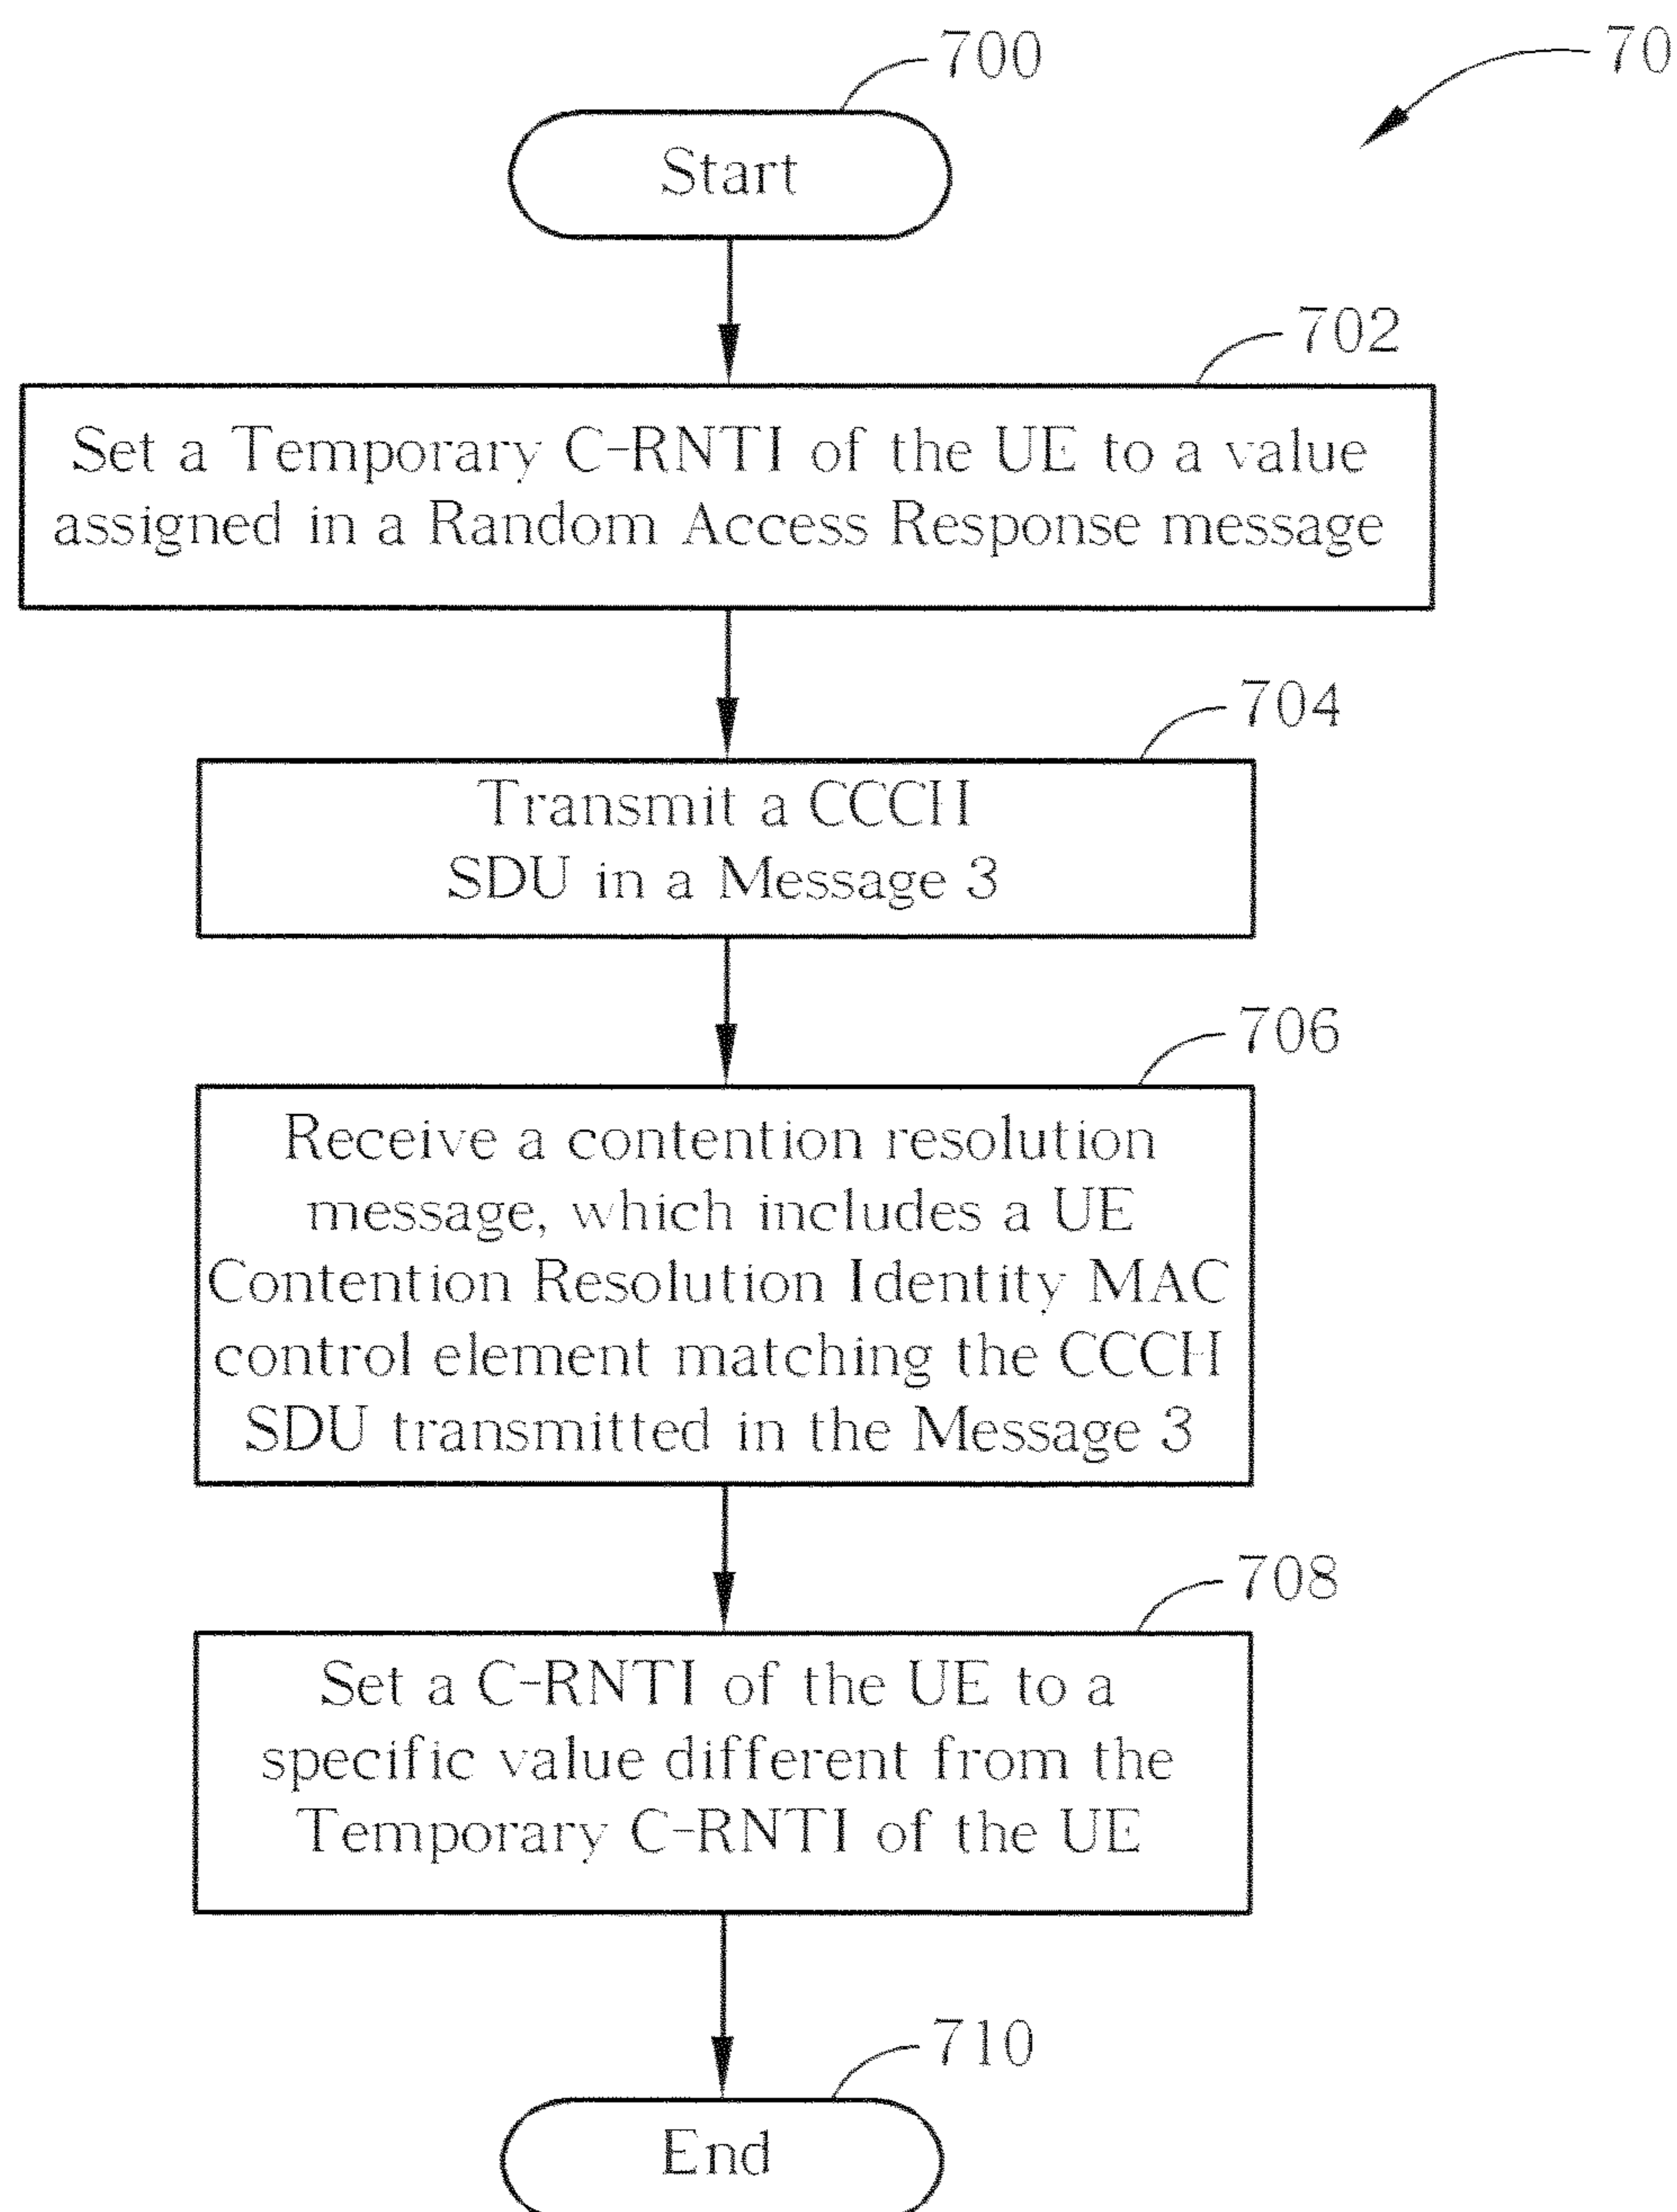 700
70
Start
702
Set a Temporary C-RNTI of the UE to a value
assigned in a Random Access Response message
704
Transmit a CCCH
SDU in a Message 3
706
Receive a contention resolution
message, which includes a UE
Contention Resolution Identity MAC
control element matching the CCCH
SDU transmitted in the Message 3
708
Set a C-RNTI of the UE to a
specific value different from the
Temporary C-RNTI of the UE
710
End